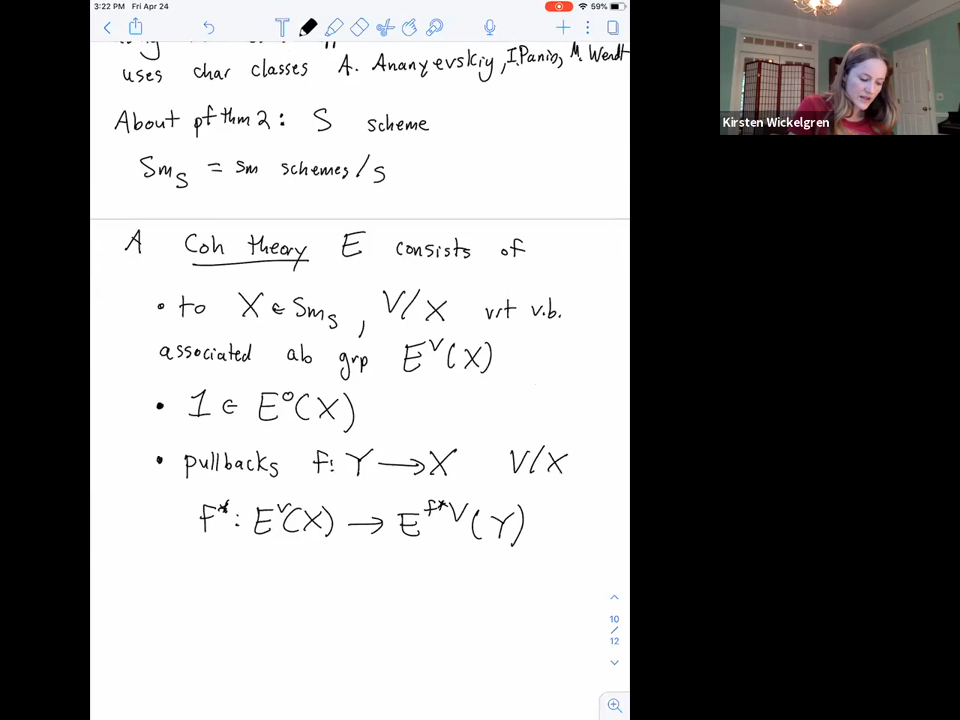 3:22 PM Fri Apr 24
59%
uses char classes A. Ananyevskiy, I. Panin, M. Wendt
About pf thm 2: S scheme
Sm_S = sm schemes/S
A Coh theory E consists of
• to X ∈ Sm_S, V/X vrt v.b.
associated ab grp E^V(X)
• 1 ∈ E^0(X)
• pullbacks f: Y → X V/X
f*: E^V(X) → E^{f*V}(Y)
10
/
12
Kirsten Wickelgren